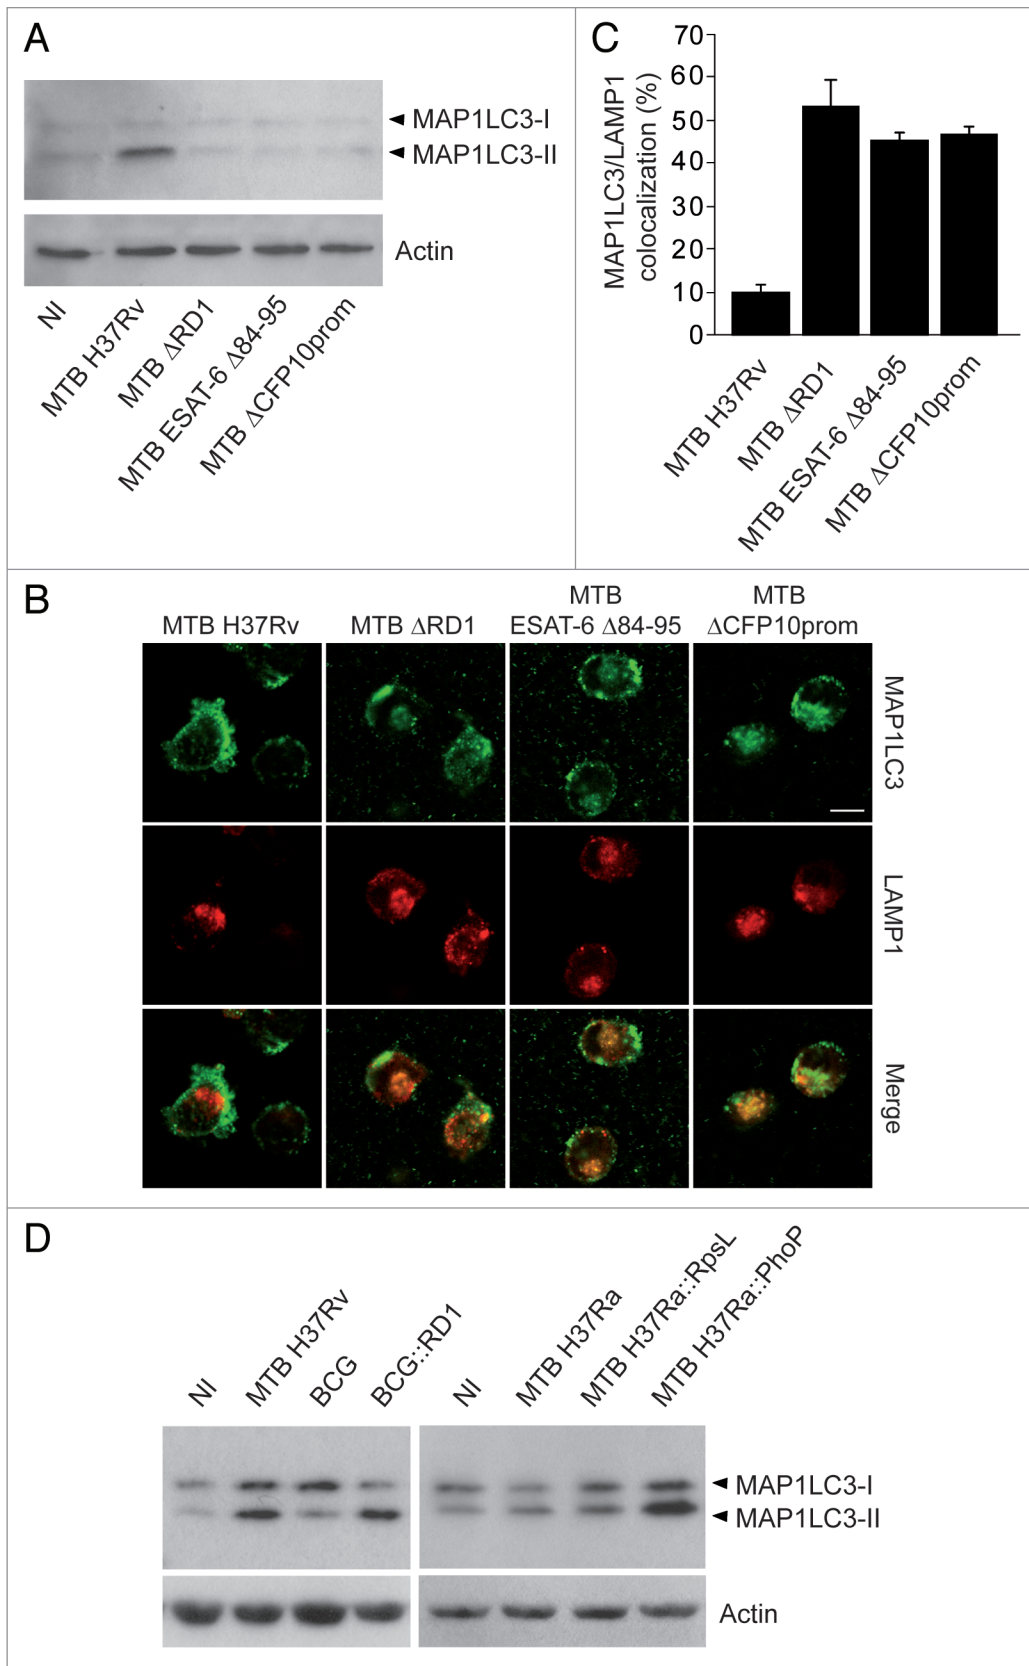 A
MAP1LC3-I
MAP1LC3-II
Actin
NI
MTB H37Rv
MTB ΔRD1
MTB ESAT-6 Δ84-95
MTB ΔCFP10prom
C
MAP1LC3/LAMP1
colocalization (%)
70
60
50
40
30
20
10
0
MTB H37Rv
MTB ΔRD1
MTB ESAT-6 Δ84-95
MTB ΔCFP10prom
B
MTB H37Rv
MTB ΔRD1
MTB
ESAT-6 Δ84-95
MTB
ΔCFP10prom
MAP1LC3
LAMP1
Merge
D
NI
MTB H37Rv
BCG
BCG::RD1
NI
MTB H37Ra
MTB H37Ra::RpsL
MTB H37Ra::PhoP
MAP1LC3-I
MAP1LC3-II
Actin